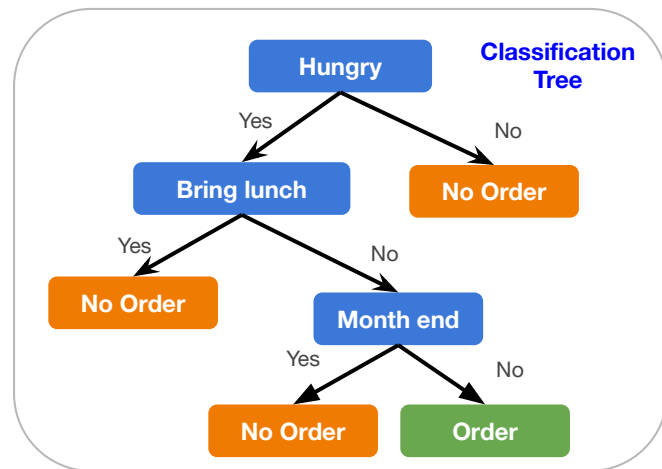 Hungry
Classification
Tree
Yes
No
Bring lunch
No Order
Yes
No
No Order
Month end
Yes
No
No Order
Order